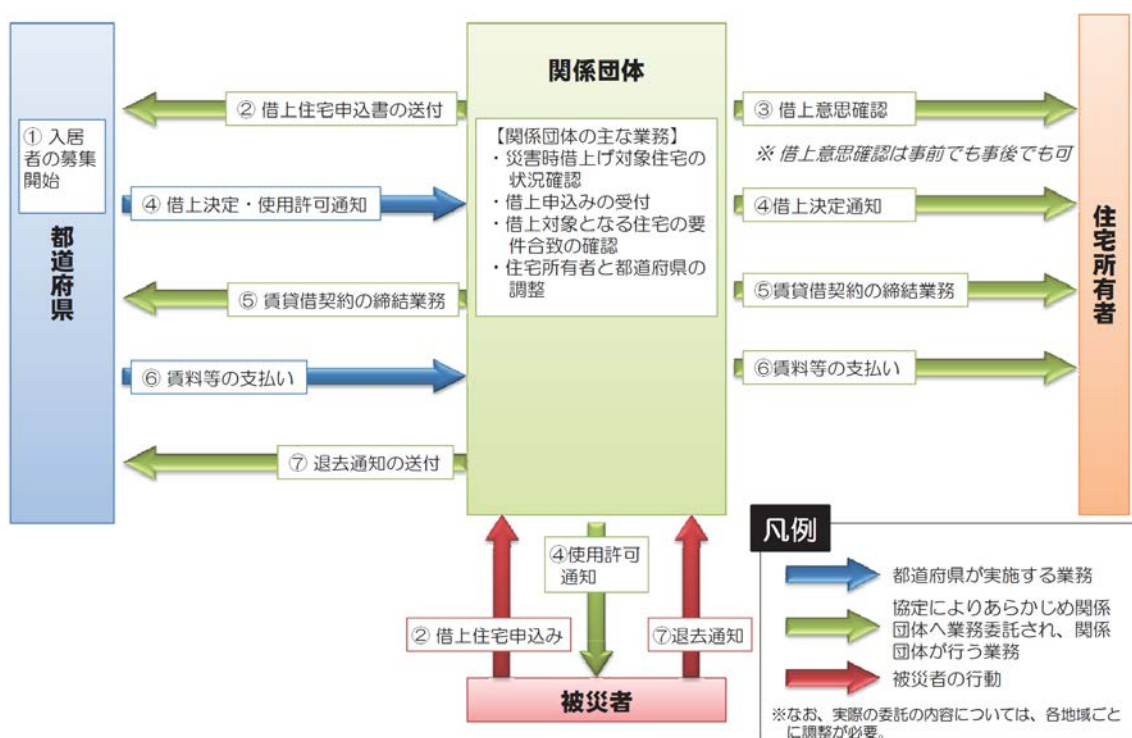 関係団体
② 借上住宅申込書の送付
① 入居
者の募集
開始
④ 借上決定・使用許可通知
⑤ 賃貸借契約の締結業務
⑥ 賃料等の支払い
⑦ 退去通知の送付
都道府県
【関係団体の主な業務】
・災害時借上げ対象住宅の
状況確認
・借上申込みの受付
・借上対象となる住宅の要
件合致の確認
・住宅所有者と都道府県の
調整
③ 借上意思確認
※ 借上意思確認は事前でも事後でも可
④借上決定通知
⑤賃貸借契約の締結業務
⑥賃料等の支払い
住宅所有者
④使用許可
通知
② 借上住宅申込み
⑦退去通知
被災者
凡例
都道府県が実施する業務
協定によりあらかじめ関係
団体へ業務委託され、関係
団体が行う業務
被災者の行動
※なお、実際の委託の内容については、各地域ごと
に調整が必要。